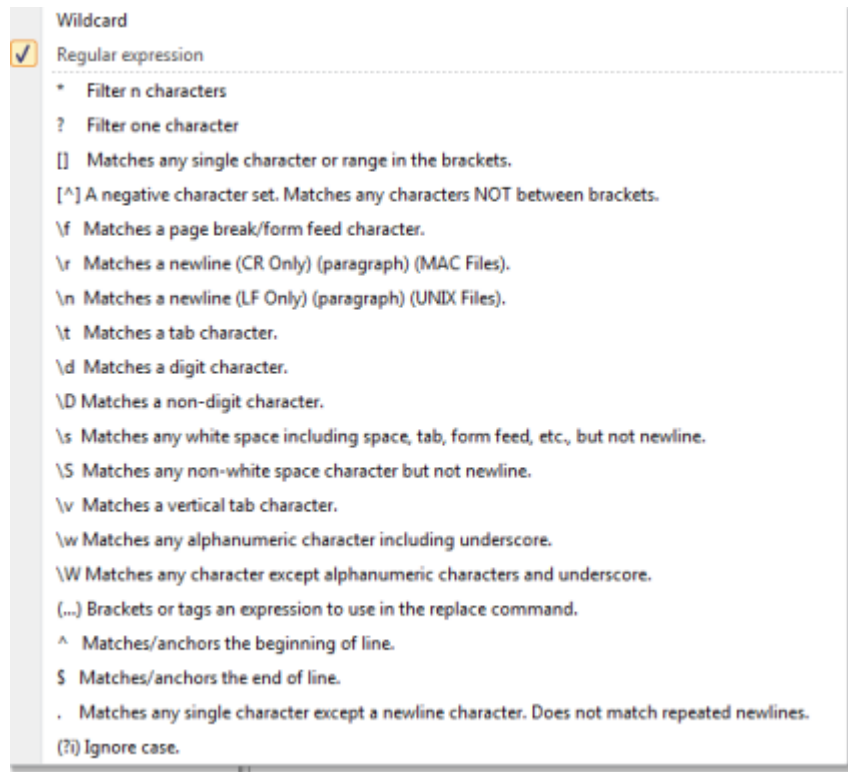 Wildcard
Regular expression
* Filter n characters
? Filter one character
[] Matches any single character or range in the brackets.
[^] A negative character set. Matches any characters NOT between brackets.
\f Matches a page break/form feed character.
\r Matches a newline (CR Only) (paragraph) (MAC Files).
\n Matches a newline (LF Only) (paragraph) (UNIX Files).
\t Matches a tab character.
\d Matches a digit character.
\D Matches a non-digit character.
\s Matches any white space including space, tab, form feed, etc., but not newline.
\S Matches any non-white space character but not newline.
\v Matches a vertical tab character.
\w Matches any alphanumeric character including underscore.
\W Matches any character except alphanumeric characters and underscore.
(...) Brackets or tags an expression to use in the replace command.
^ Matches/anchors the beginning of line.
$ Matches/anchors the end of line.
. Matches any single character except a newline character. Does not match repeated newlines.
(?i) Ignore case.